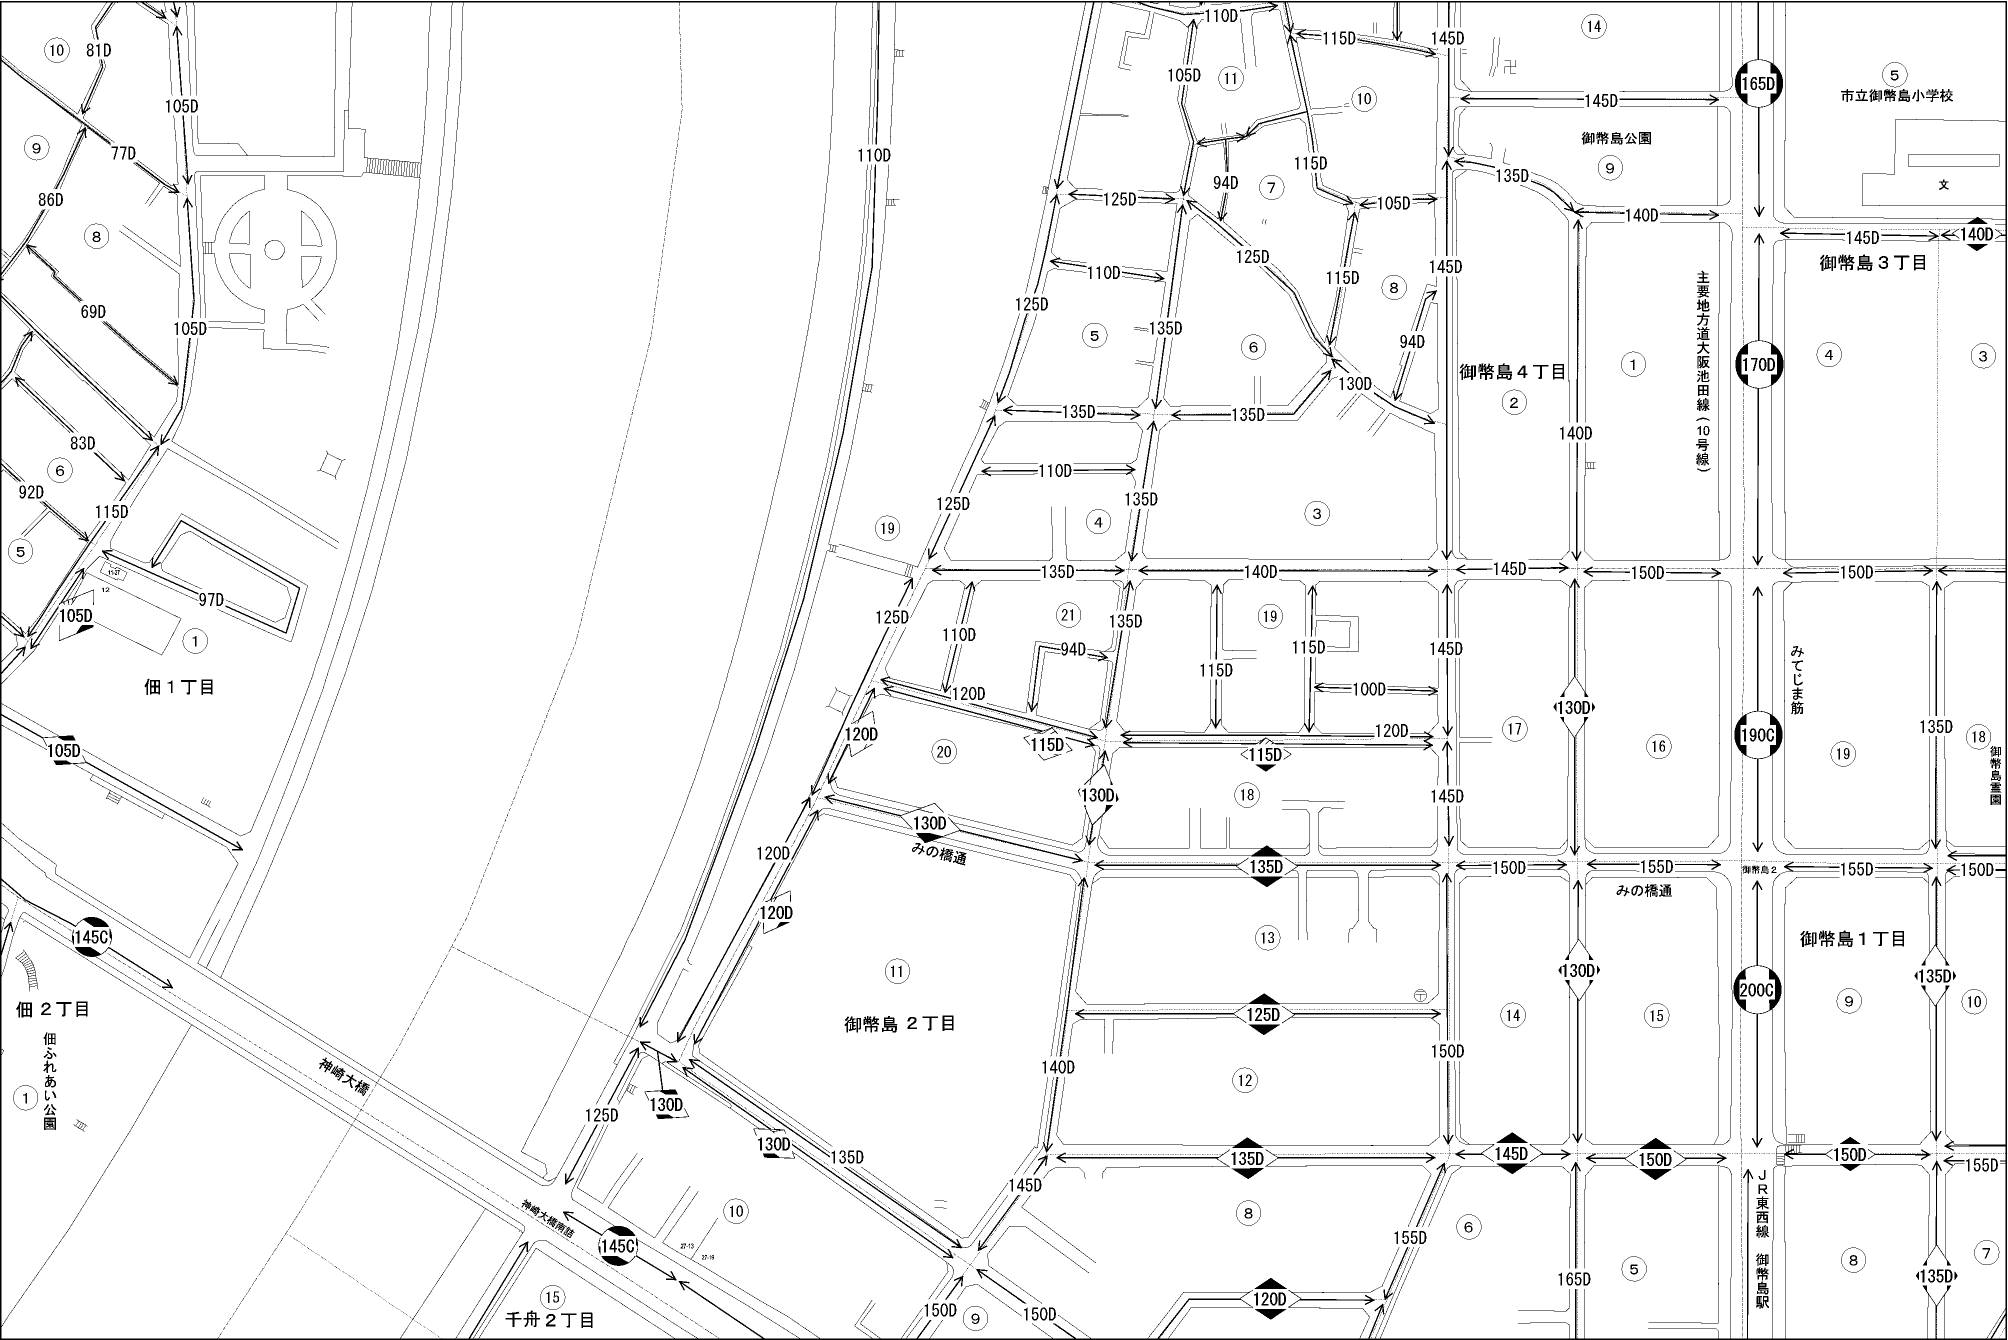 110D
14
10
81D
115D
145D
11
105D
5
165D
市立御幣島小学校
105D
10
145D
御幣島公園
9
77D
110D
115D
9
文
94D
7
135D
86D
125D
105D
140D
8
145D
140D
125D
御幣島3丁目
110D
145D
115D
8
主要地方道大阪池田線(10号線)
69D
125D
105D
135D
5
6
94D
1
170D
4
3
御幣島4丁目
130D
2
135D
135D
140D
83D
6
110D
92D
125D
135D
115D
19
4
3
5
135D
140D
145D
150D
150D
12
97D
105D
125D
21
135D
19
110D
1
94D
115D
145D
みてじま筋
115D
佃1丁目
120D
100D
130D
105D
120D
115D
120D
17
135D
190C
18
20
115D
16
19
御幣島霊園
130D
18
145D
130D
120D
みの橋通
135D
150D
155D
御幣島2
155D
150D
みの橋通
120D
145C
13
御幣島1丁目
11
130D
135D
200C
佃2丁目
御幣島2丁目
125D
14
15
9
10
佃ふれあい公園
150D
神崎大橋
140D
12
1
125D
130D
130D
135D
135D
145D
150D
150D
155D
145D
JR東西線 御幣島駅
神崎大橋南詰
10
8
6
145C
27-13
27-16
155D
5
8
7
165D
135D
15
120D
千舟2丁目
150D
9
150D